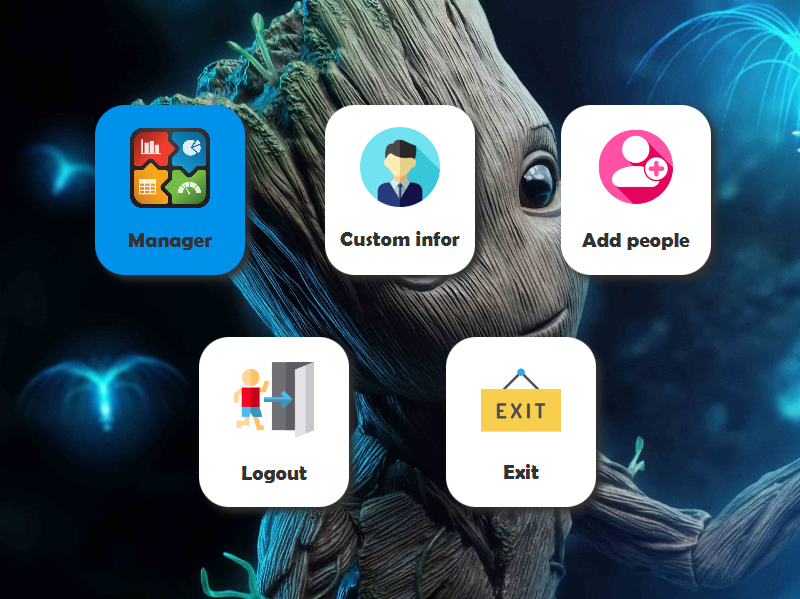 Manager
Custom infor
Add people
Logout
EXIT
Exit